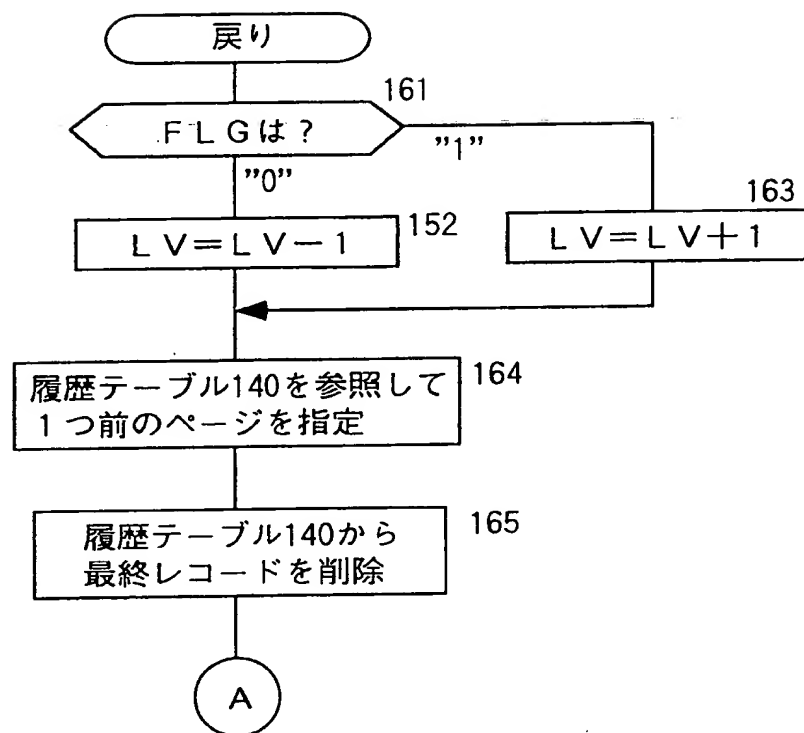 戻り
161
FLGは?
"1"
"0"
163
LV=LV−1
152
LV=LV+1
履歴テーブル140を参照して
1つ前のページを指定
164
履歴テーブル140から
最終レコードを削除
165
A